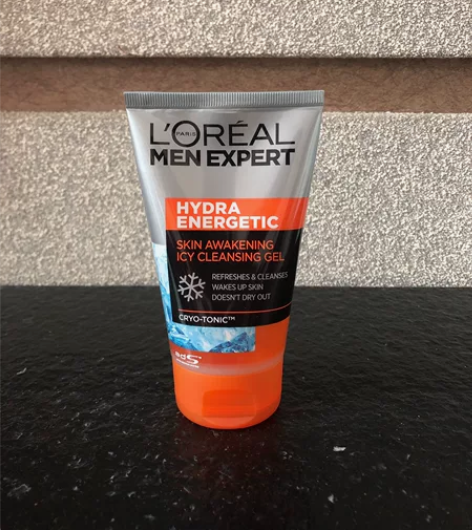 L'ORÉAL
PARIS
MEN EXPERT
HYDRA
ENERGETIC
SKIN AWAKENING
ICY CLEANSING GEL
REFRESHES & CLEANSES
WAKES UP SKIN
DOESN'T DRY OUT
CRYO-TONIC™